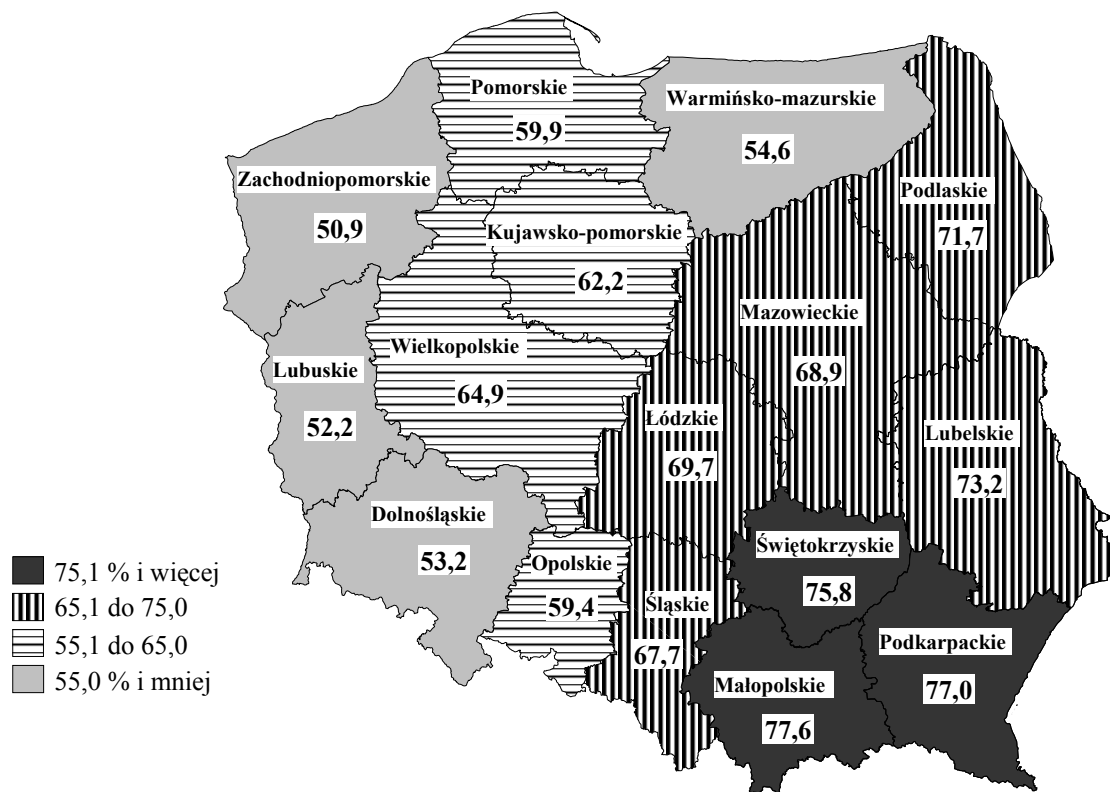 Pomorskie
59,9
Warmińsko-mazurskie
54,6
Zachodniopomorskie
50,9
Podlaskie
71,7
Kujawsko-pomorskie
62,2
Mazowieckie
68,9
Wielkopolskie
64,9
Lubuskie
52,2
Łódzkie
69,7
Lubelskie
73,2
Dolnośląskie
53,2
Świętokrzyskie
75,8
Opolskie
59,4
Śląskie
67,7
Podkarpackie
77,0
Małopolskie
77,6
75,1 % i więcej
65,1 do 75,0
55,1 do 65,0
55,0 % i mniej